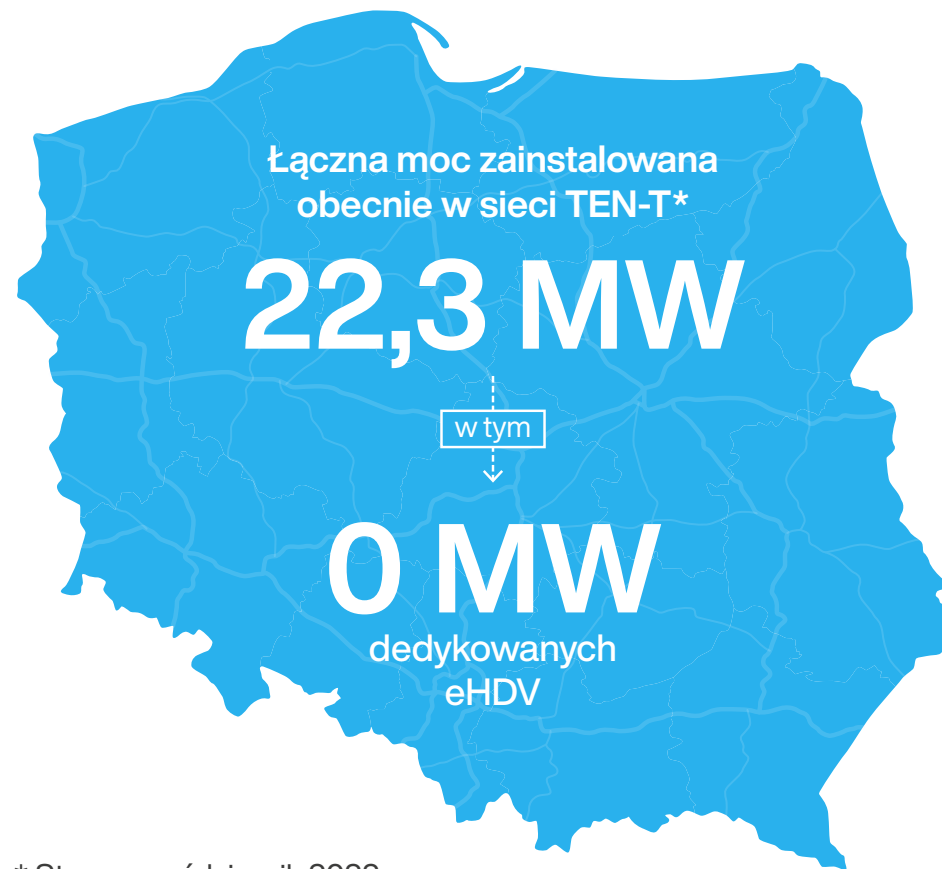 Łączna moc zainstalowana
obecnie w sieci TEN-T*
22,3 MW
w tym
0 MW
dedykowanych
eHDV